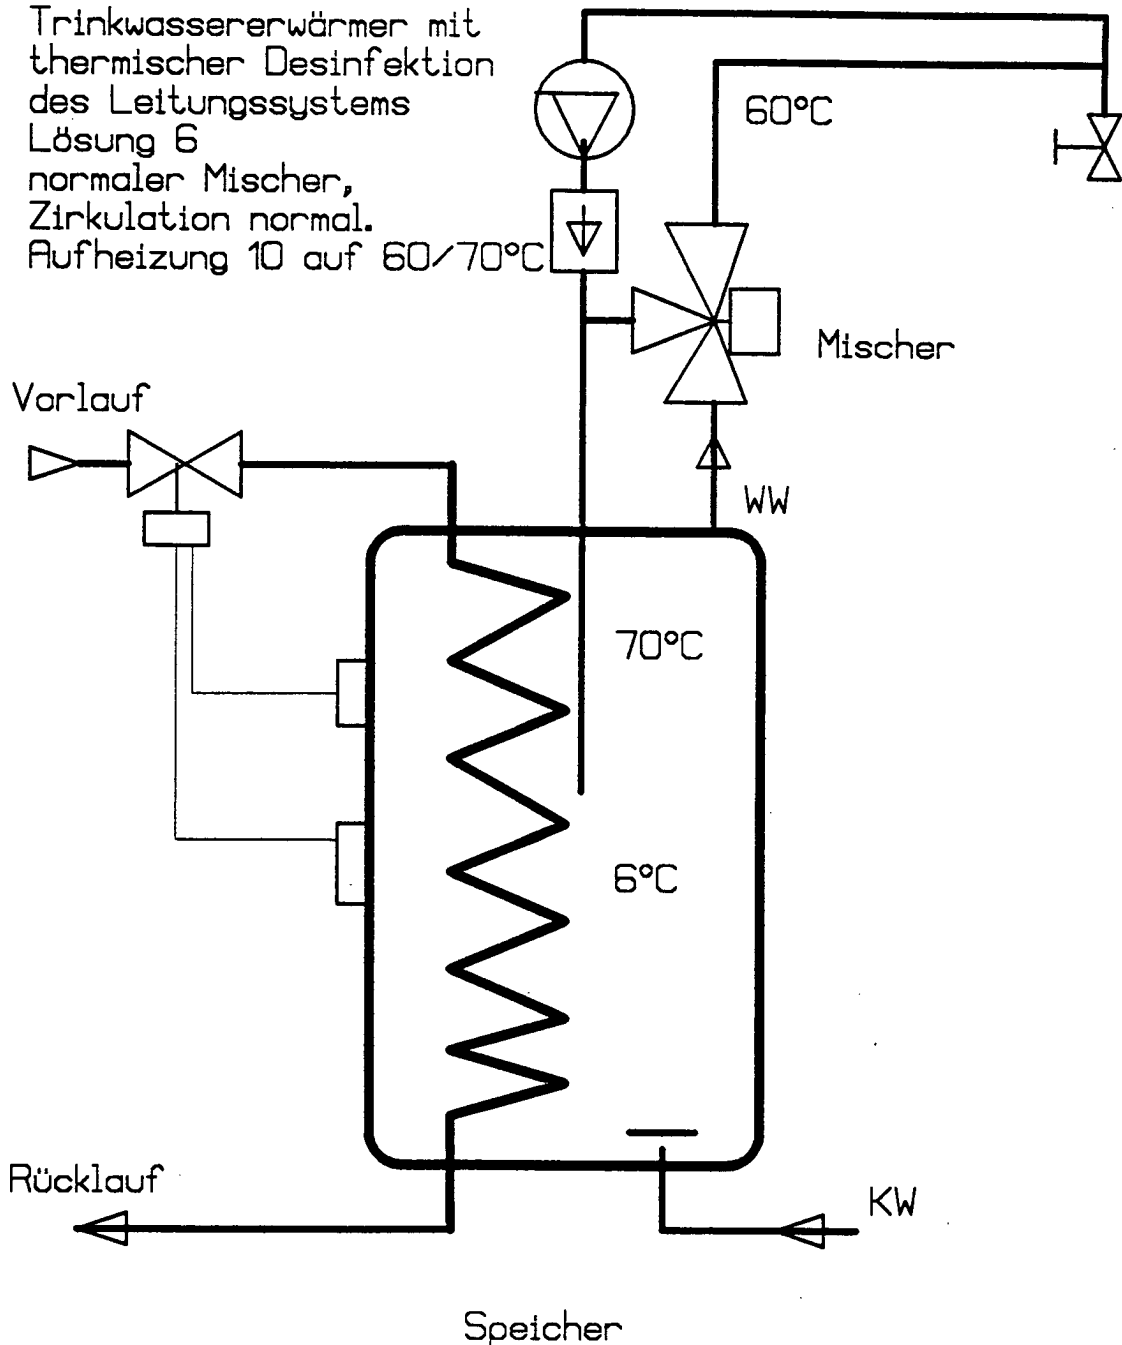 Trinkwassererwärmer mit
thermischer Desinfektion
des Leitungssystems
Lösung 6
normaler Mischer,
Zirkulation normal.
Aufheizung 10 auf 60/70°C
60°C
Mischer
Vorlauf
WW
70°C
6°C
Rücklauf
KW
Speicher